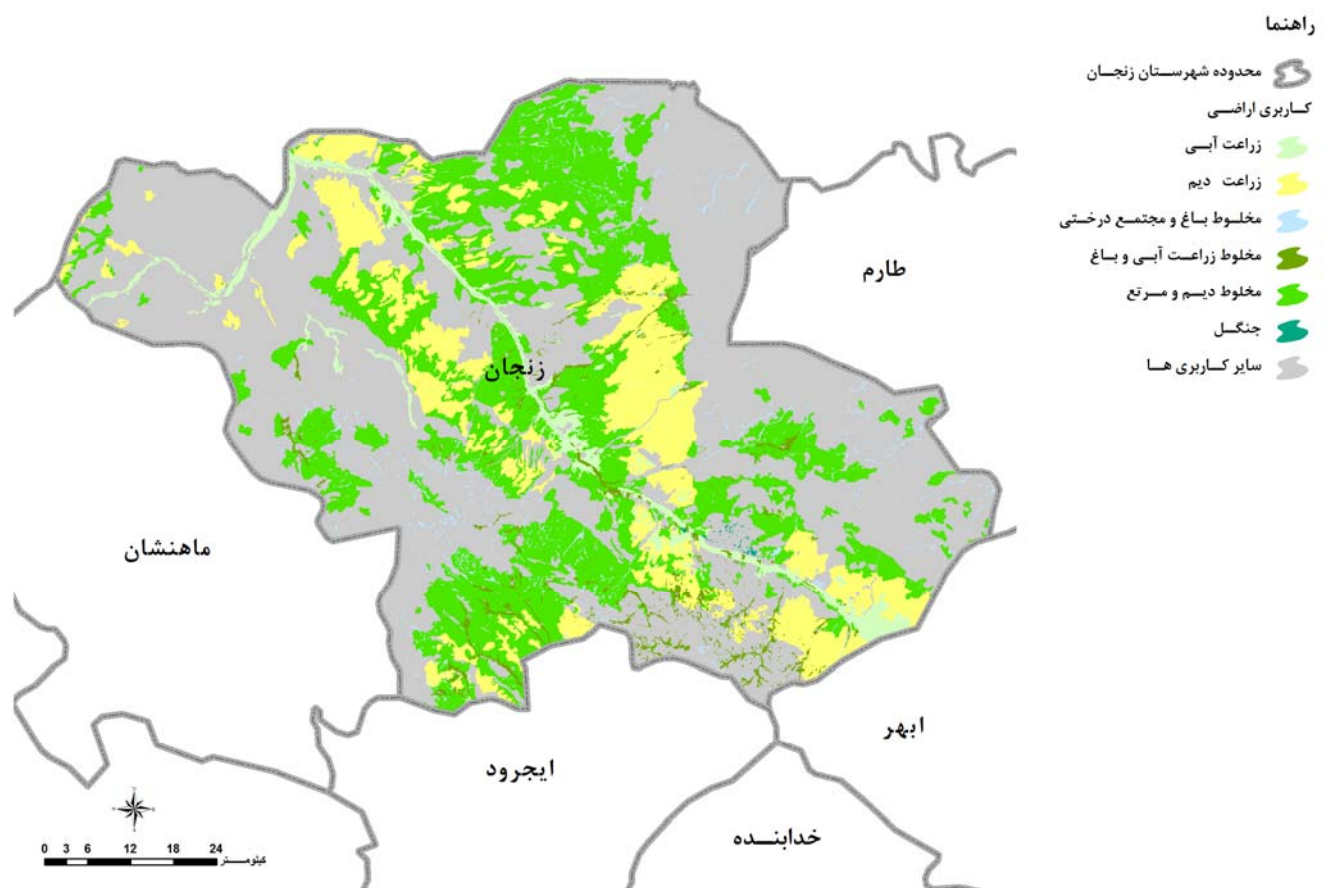 راهنما
محدوده شهرستان زنجان
کاربری اراضی
زراعت آبی
زراعت دیم
مخلوط باغ و مجتمع درختی
مخلوط زراعت آبی و باغ
مخلوط دیم و مرتع
جنگل
سایر کاربری ها
طارم
زنجان
ماهنشان
ابهر
ایجرود
خدابنده
0 3 6 12 18 24
کیلومتر